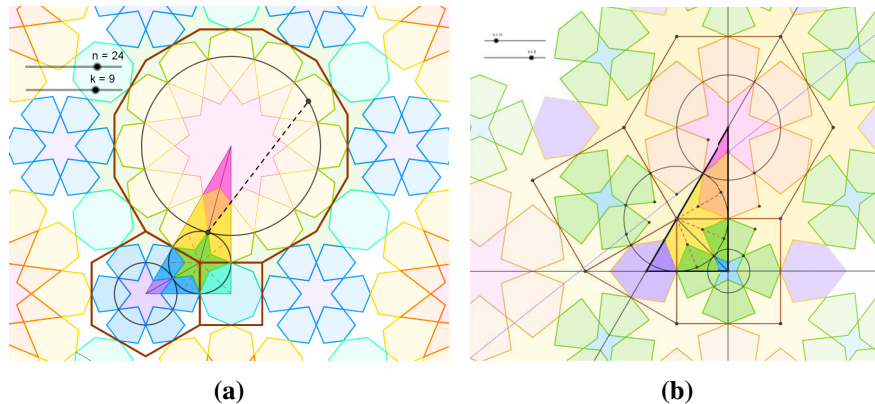 n = 24
k = 9
(a)
(b)